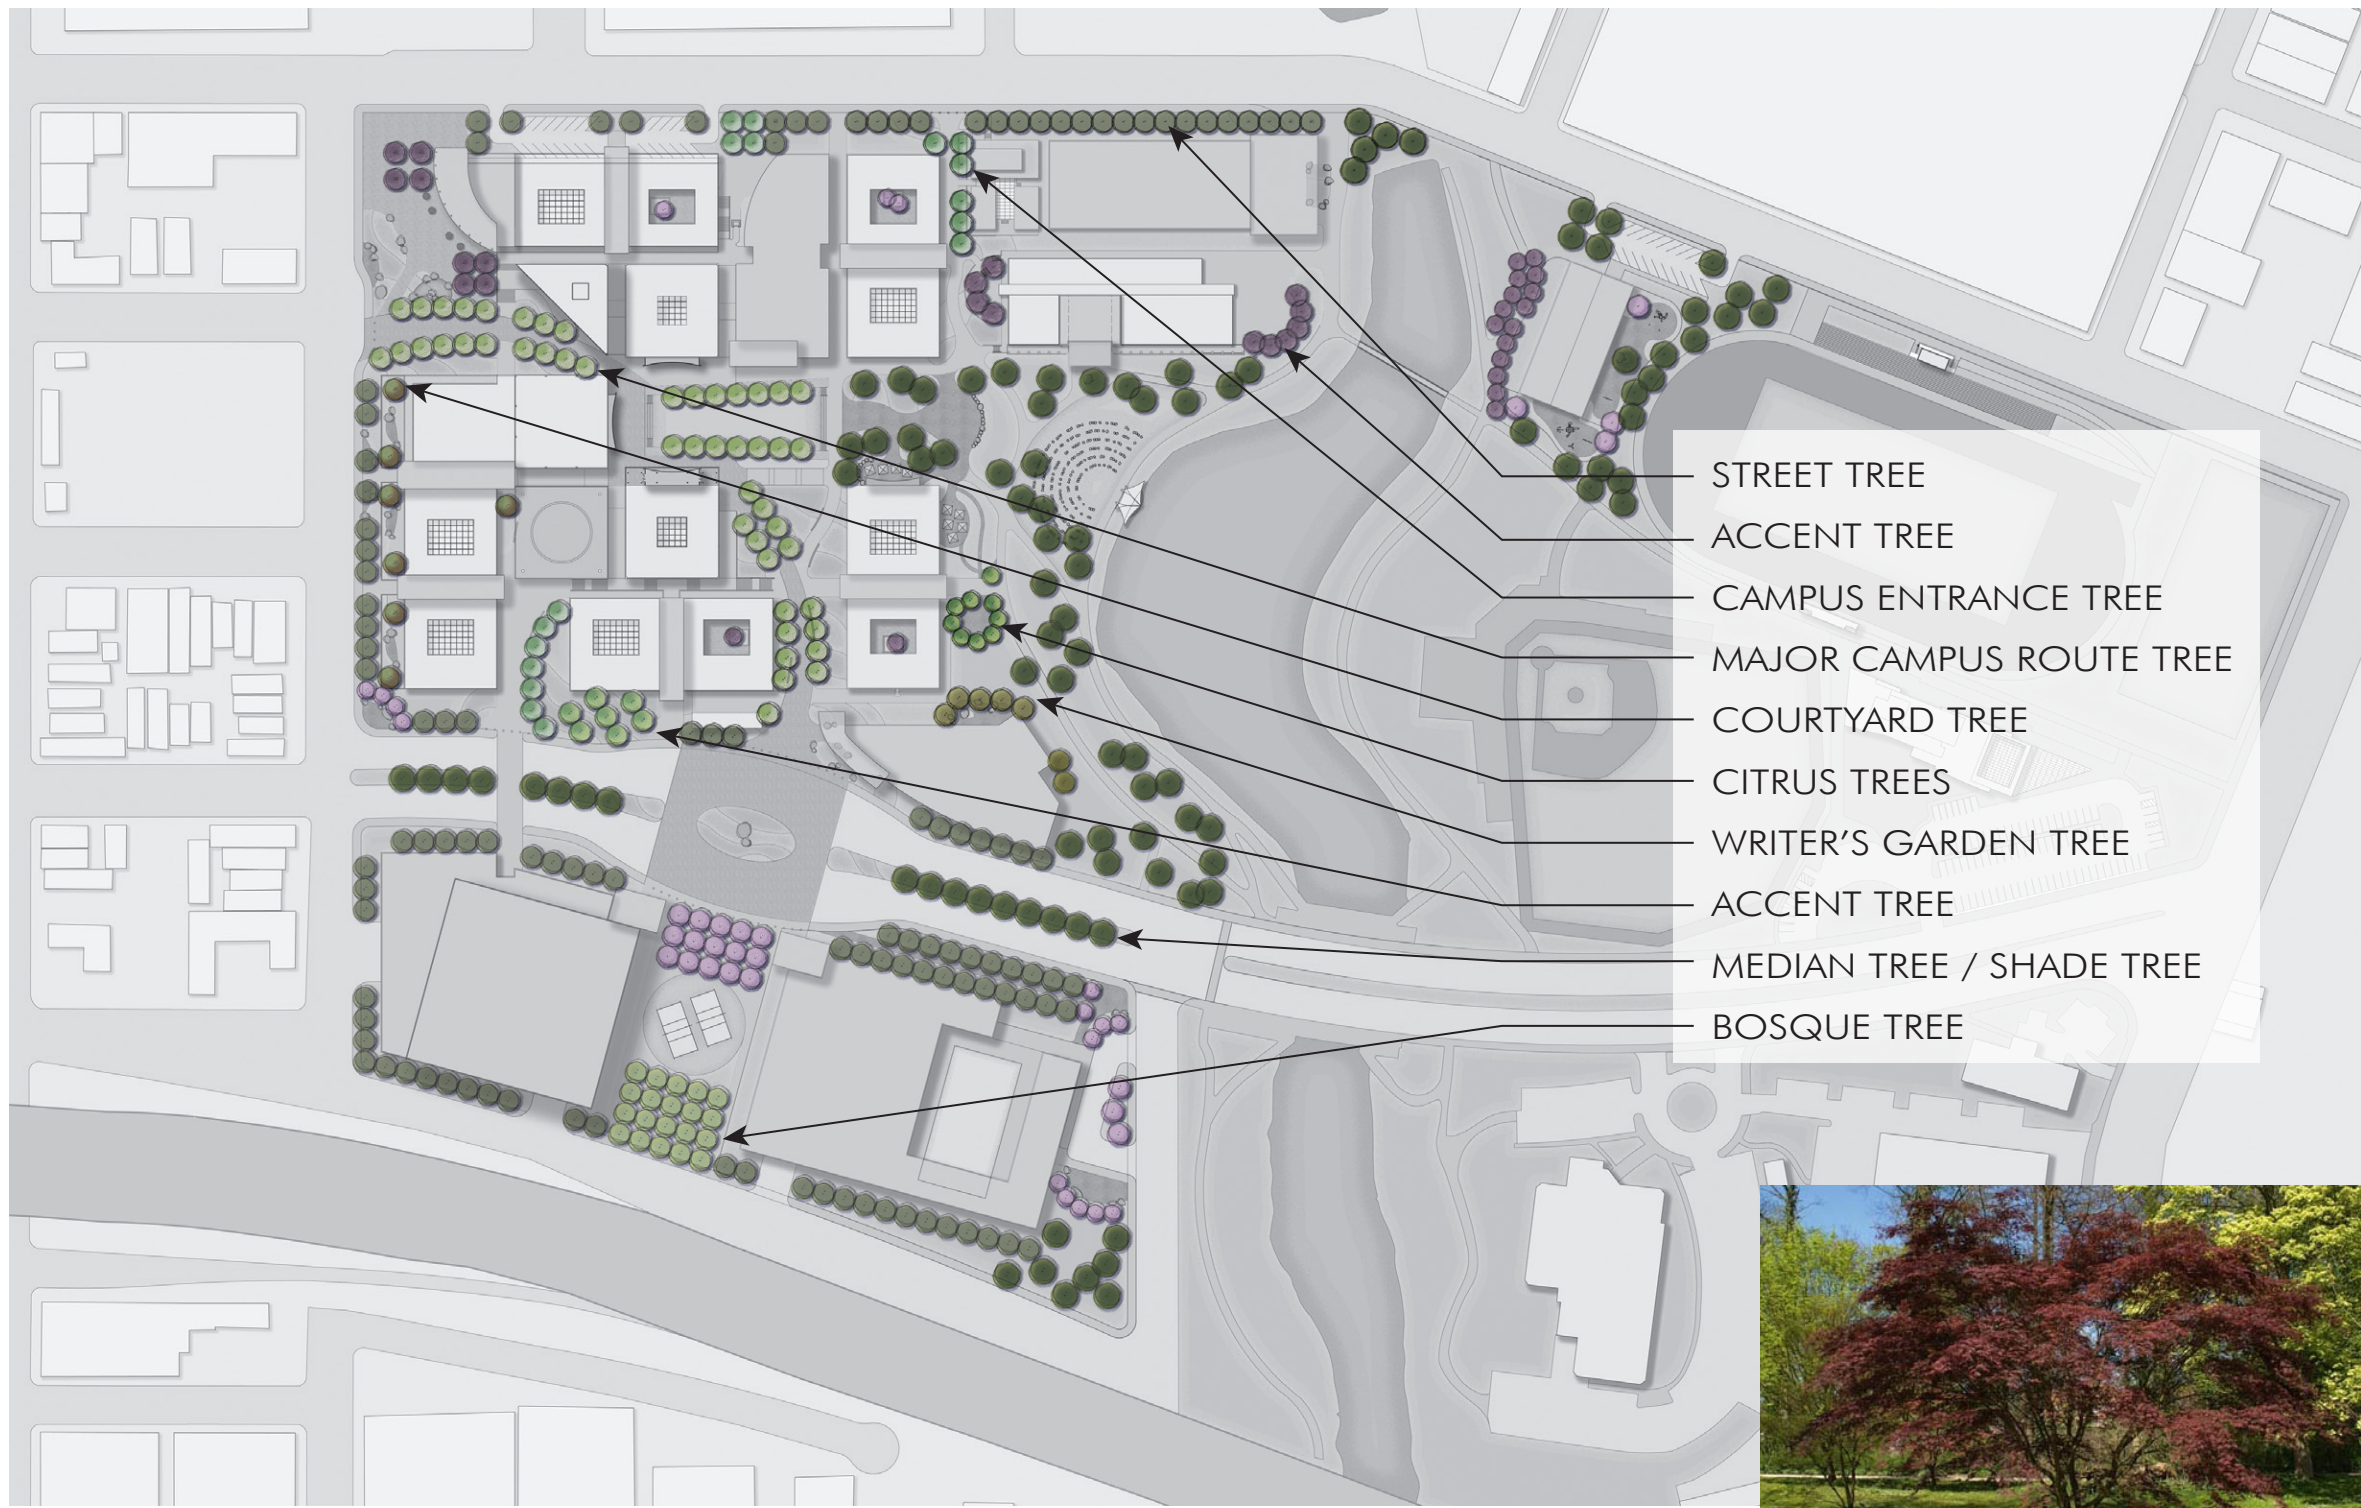 STREET TREE
ACCENT TREE
CAMPUS ENTRANCE TREE
MAJOR CAMPUS ROUTE TREE
COURTYARD TREE
CITRUS TREES
WRITER'S GARDEN TREE
ACCENT TREE
MEDIAN TREE / SHADE TREE
BOSQUE TREE